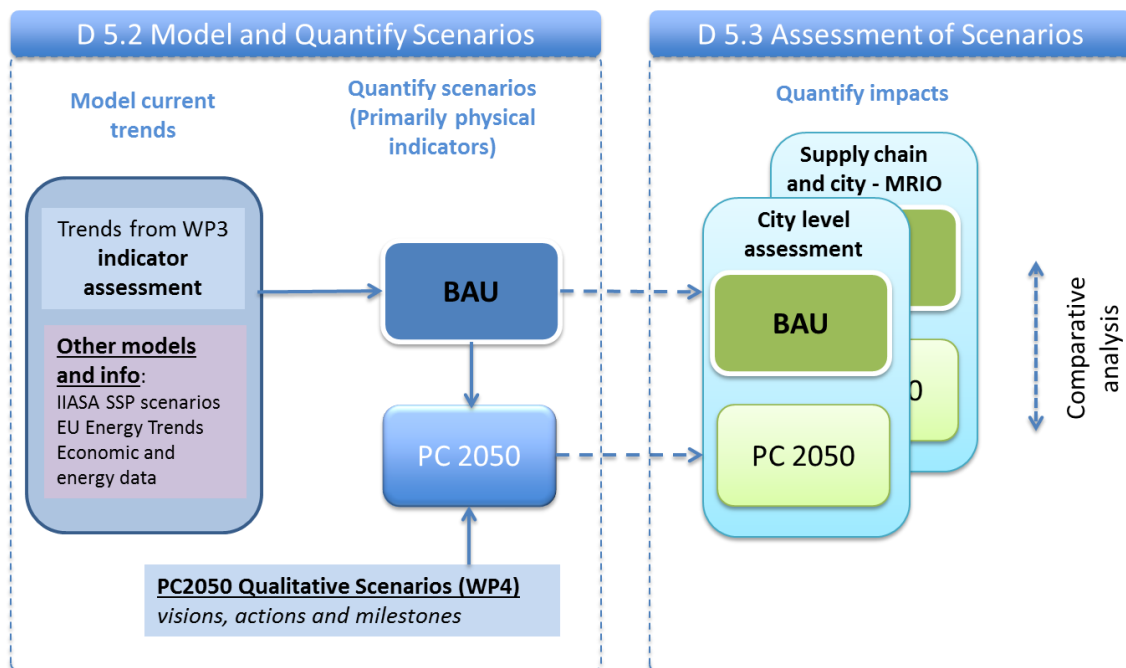 D 5.2 Model and Quantify Scenarios
Model current
trends
Quantify scenarios
(Primarily physical
indicators)
Trends from WP3
indicator
assessment
Other models
and info:
IIASA SSP scenarios
EU Energy Trends
Economic and
energy data
BAU
PC 2050
PC2050 Qualitative Scenarios (WP4)
visions, actions and milestones
D 5.3 Assessment of Scenarios
Quantify impacts
Supply chain
and city - MRIO
City level
assessment
BAU
PC 2050
0
Comparative
analysis